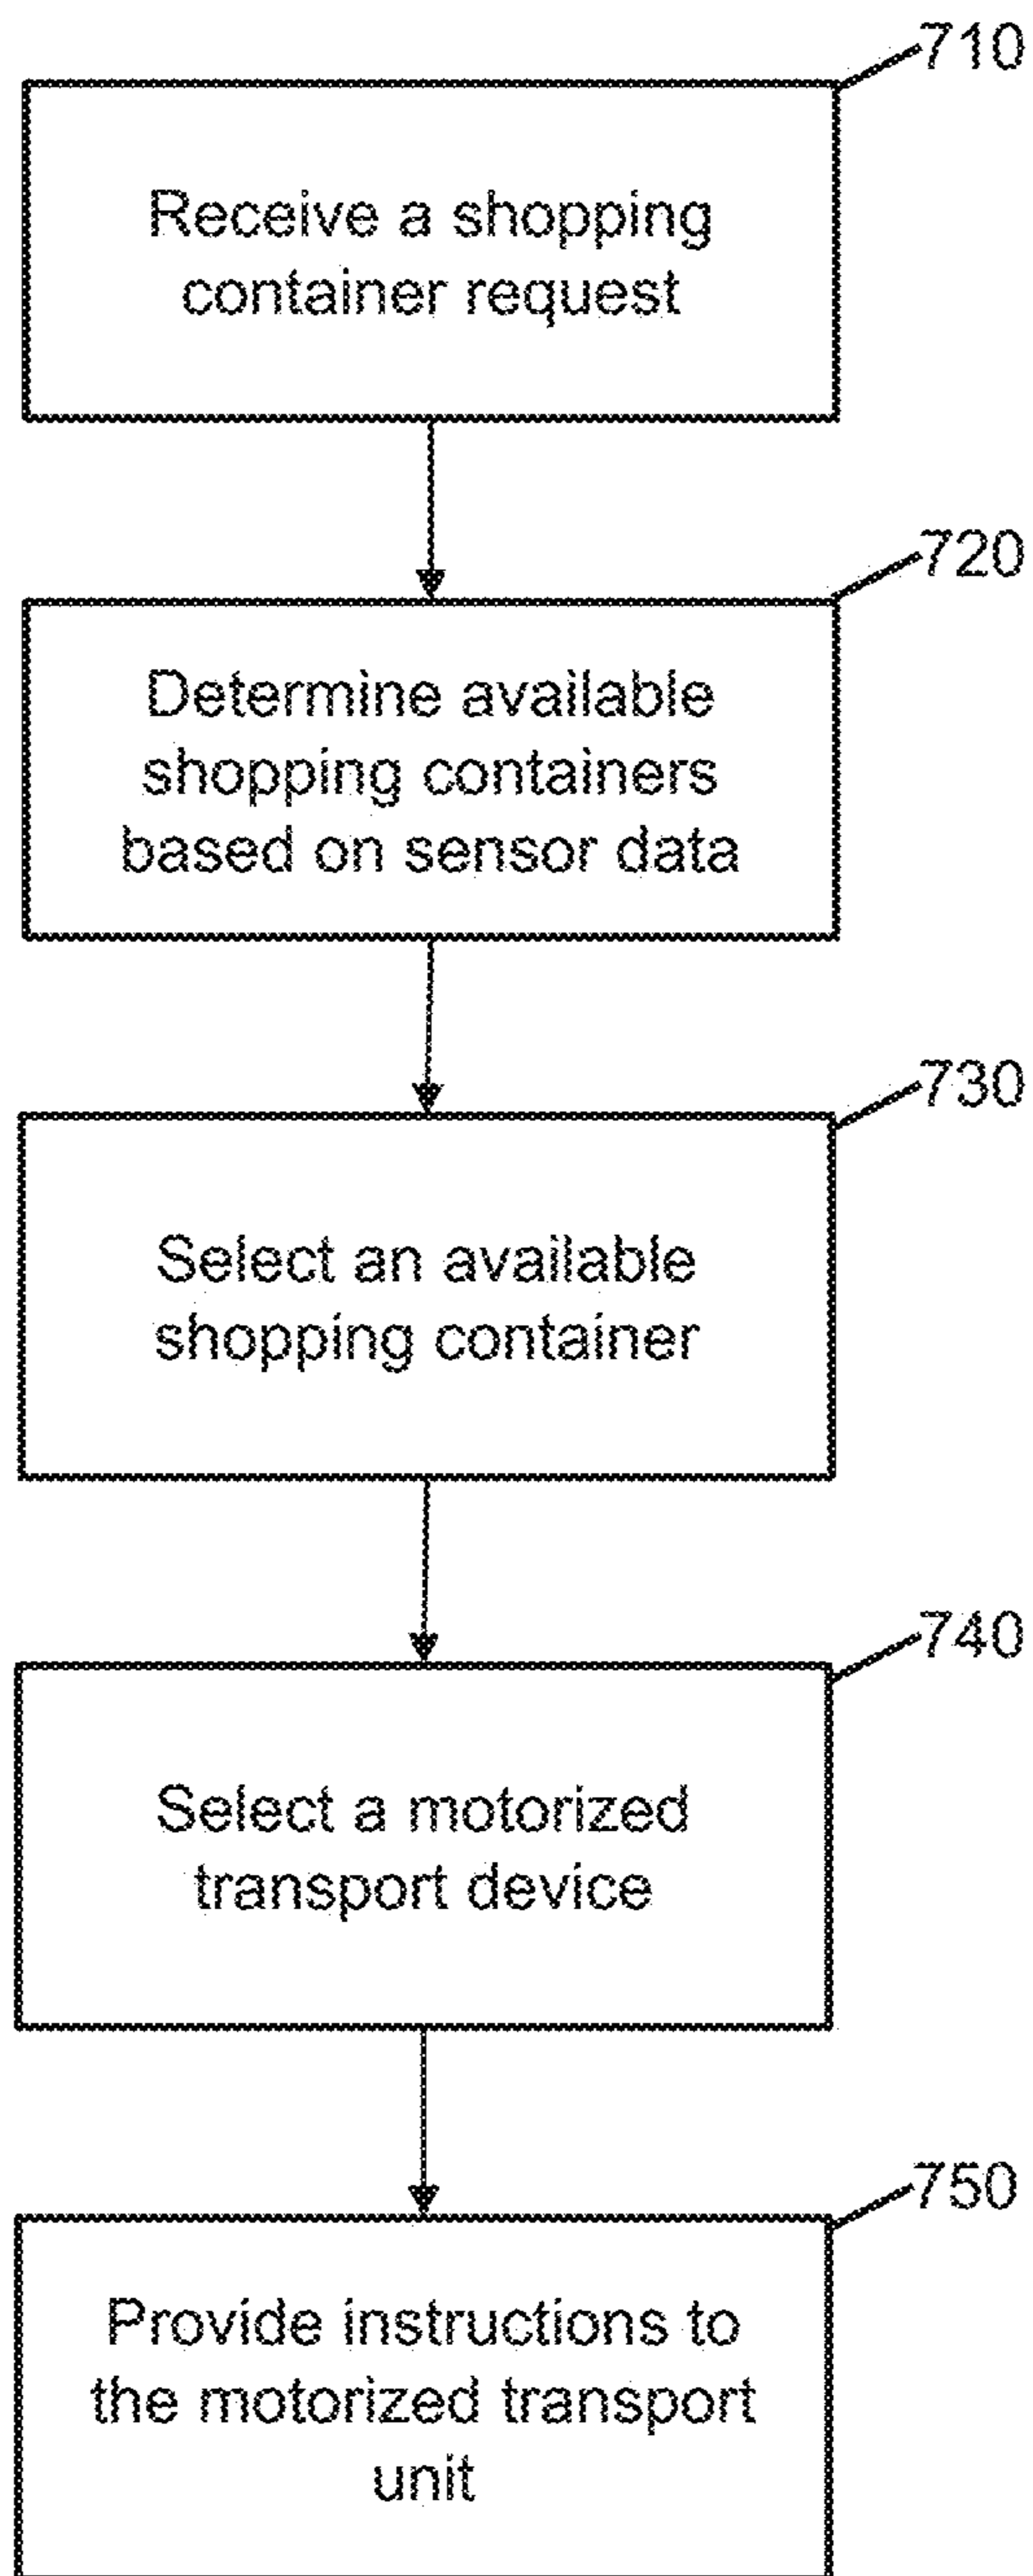 710
Receive a shopping
container request
720
Determine available
shopping containers
based on sensor data
730
Select an available
shopping container
740
Select a motorized
transport device
750
Provide instructions to
the motorized transport
unit